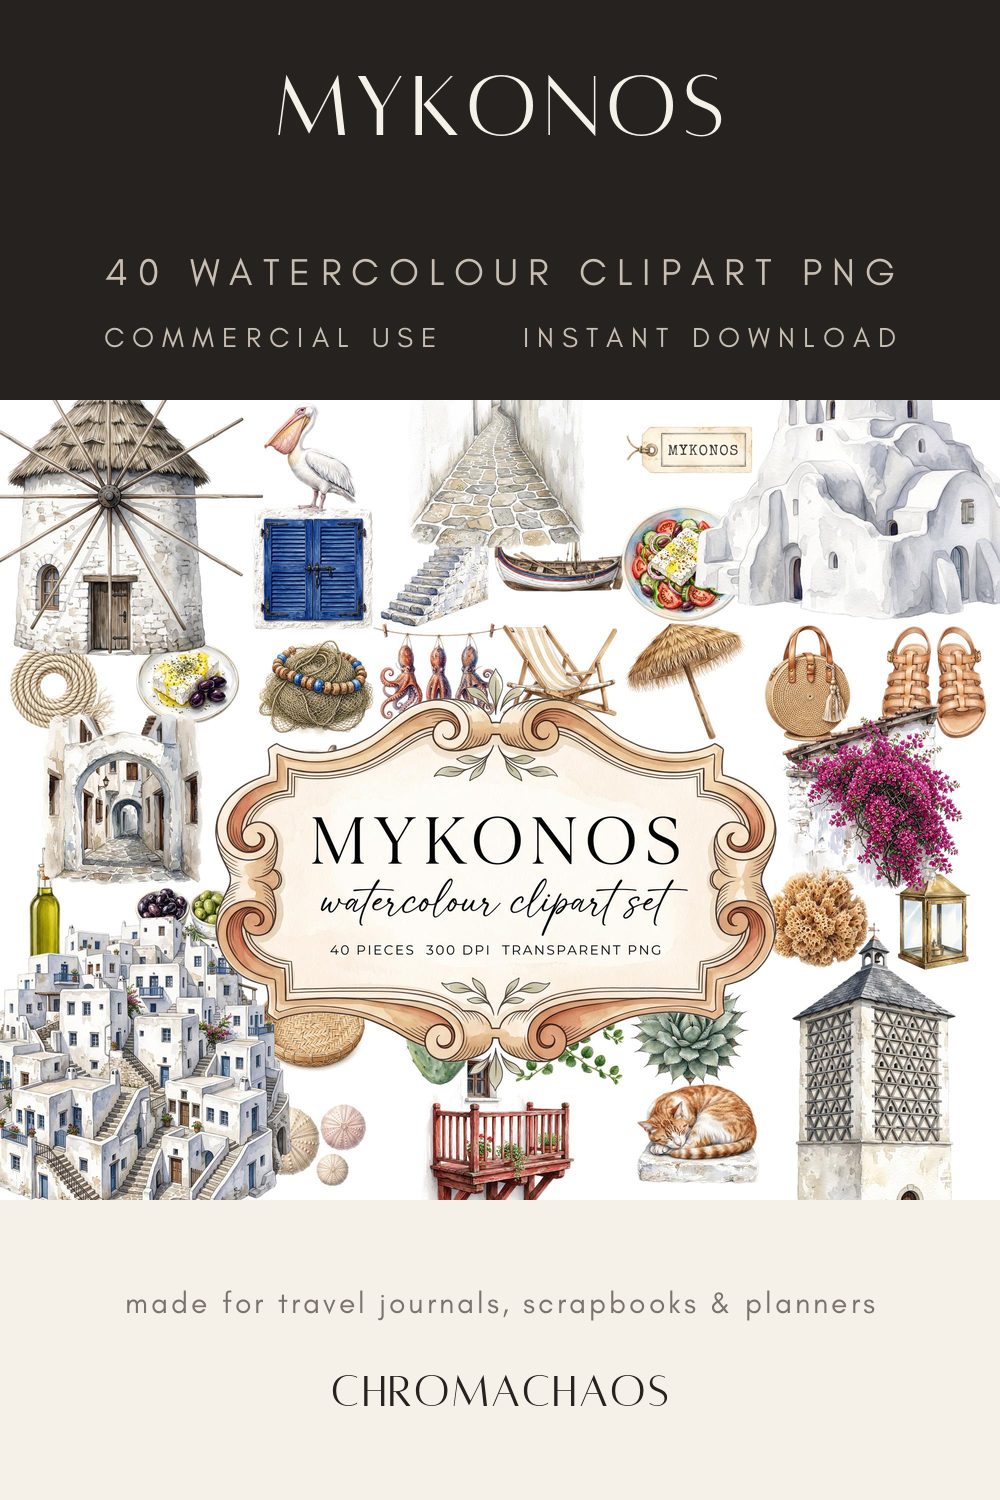 MYKONOS
40 WATERCOLOUR CLIPART PNG
COMMERCIAL USE INSTANT DOWNLOAD
MYKONOS
MYKONOS
watercolour clipart set
40 PIECES 300 DPI TRANSPARENT PNG
made for travel journals, scrapbooks & planners
CHROMACHAOS